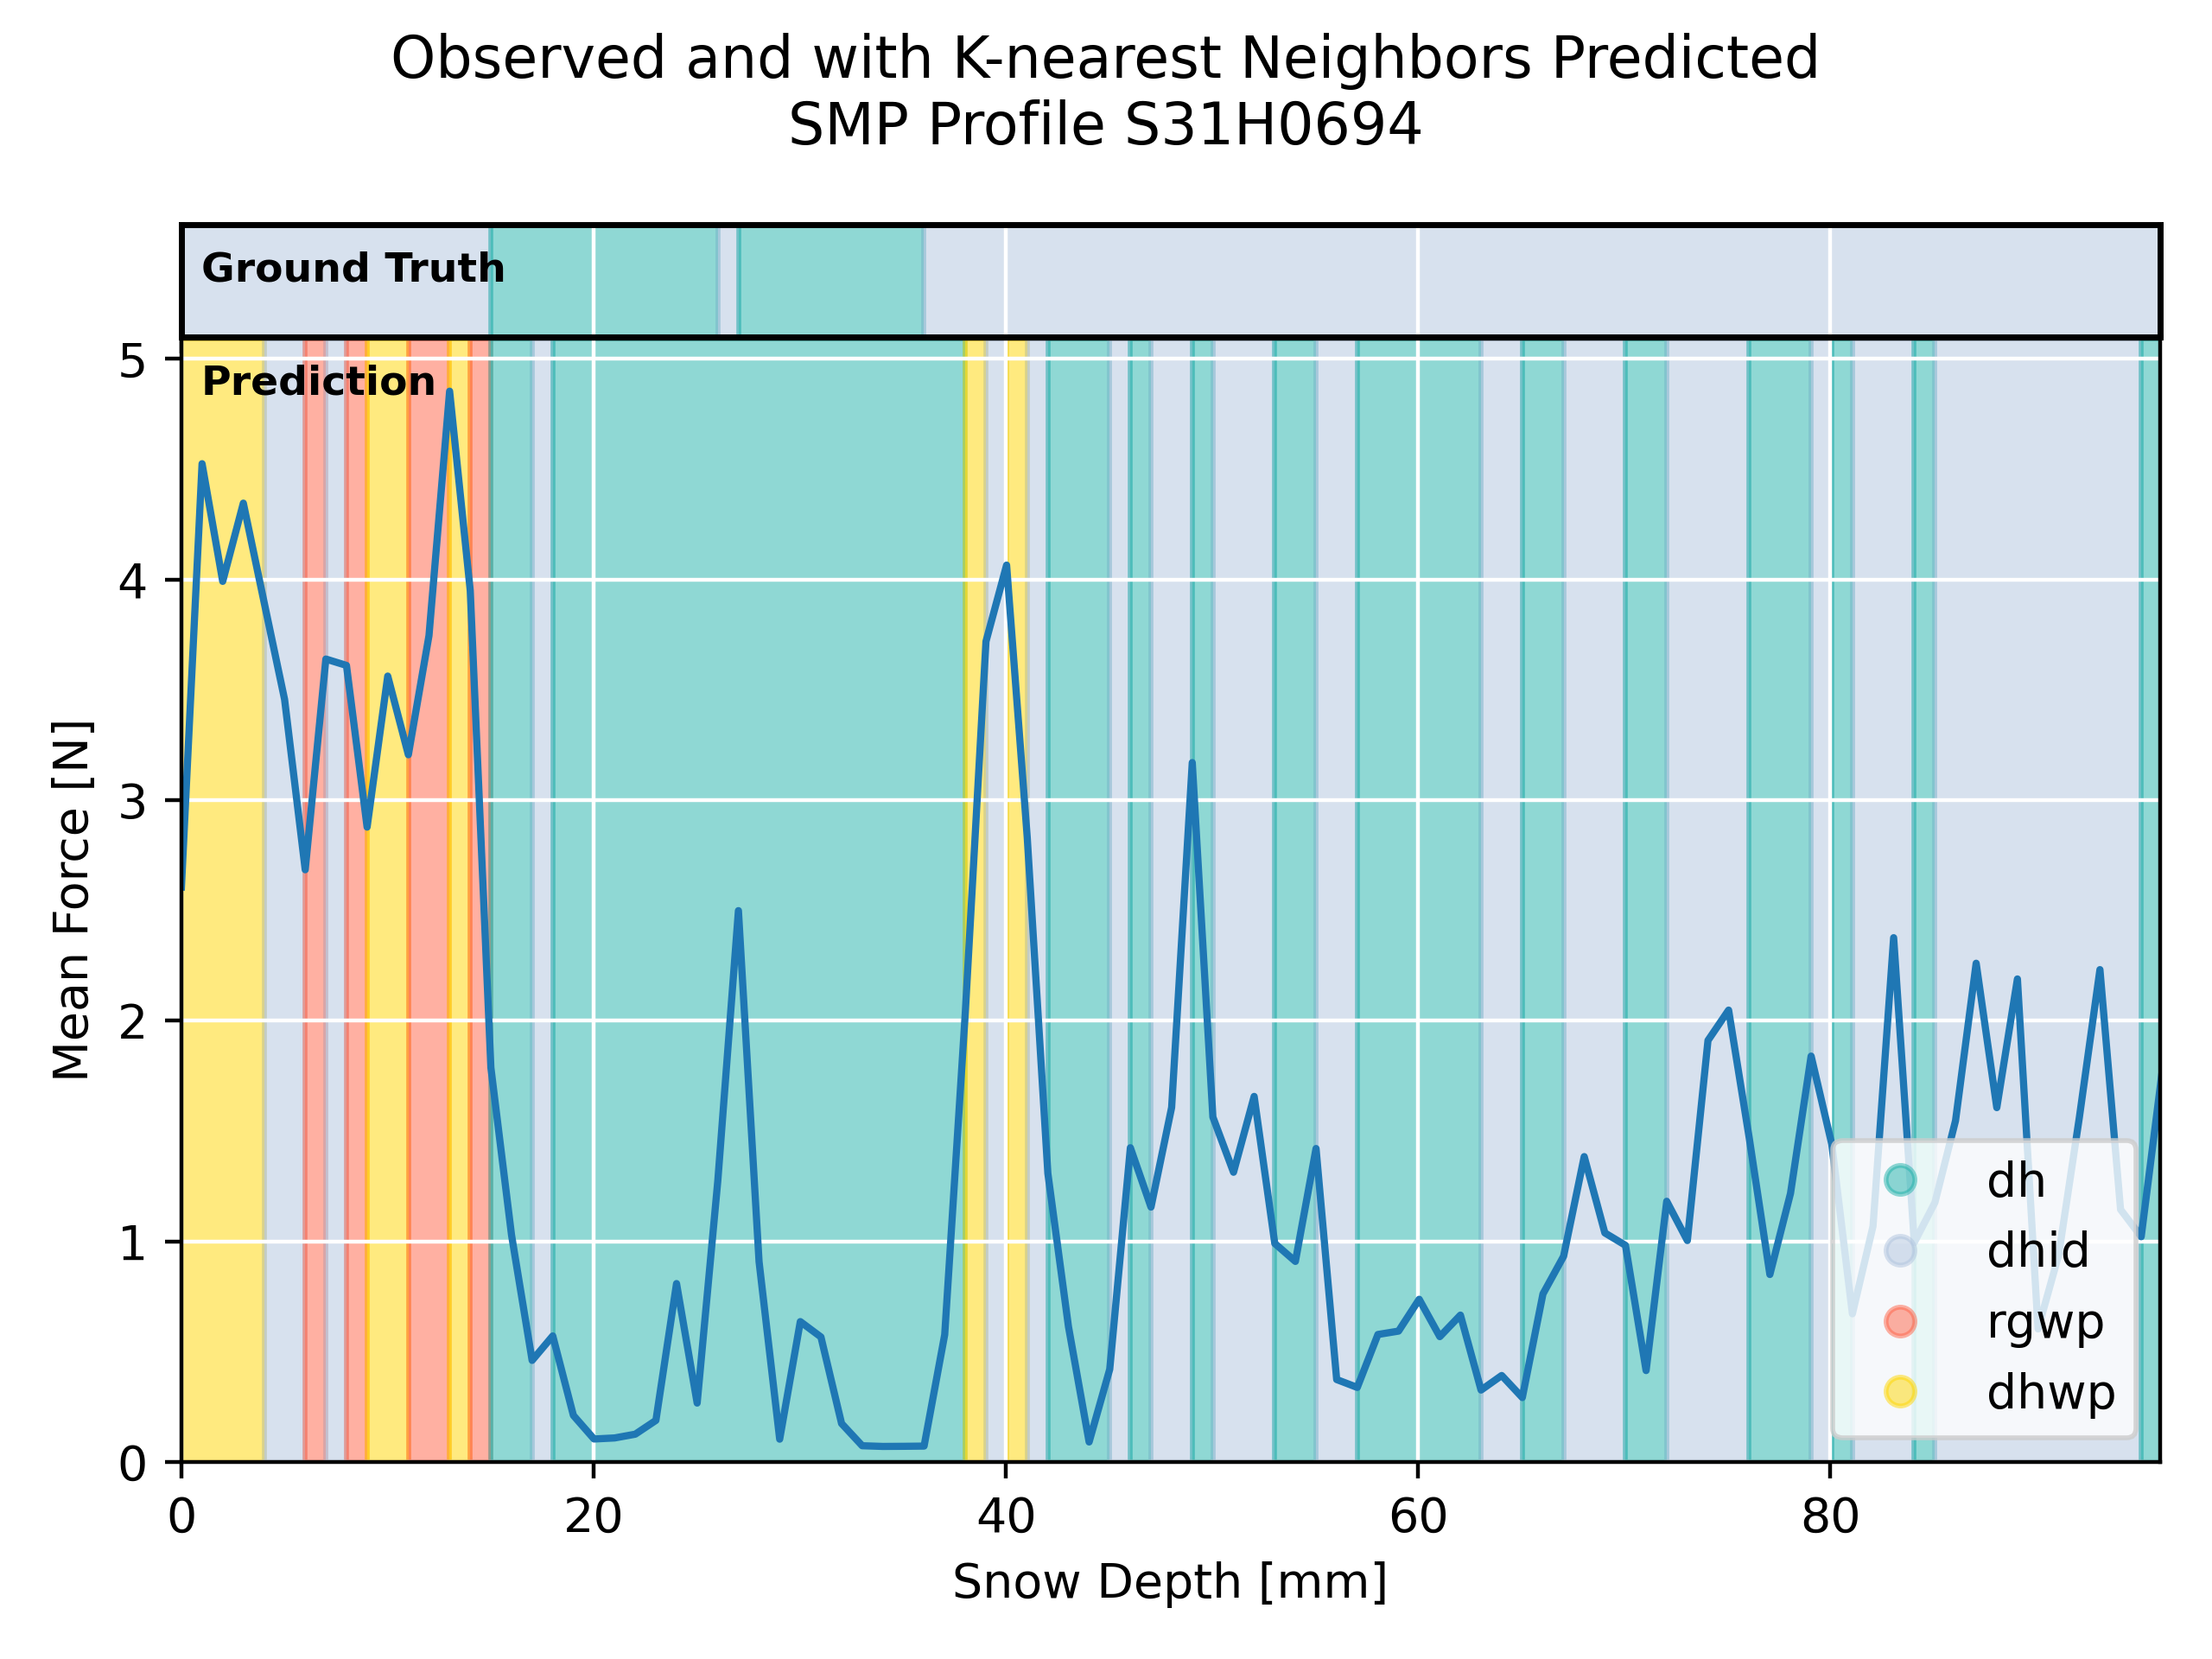 Observed and with K-nearest Neighbors Predicted
SMP Profile S31H0694
Ground Truth
Prediction
5
4
3
2
1
0
Mean Force [N]
dh
dhid
rgwp
dhwp
0 20 40 60 80
Snow Depth [mm]